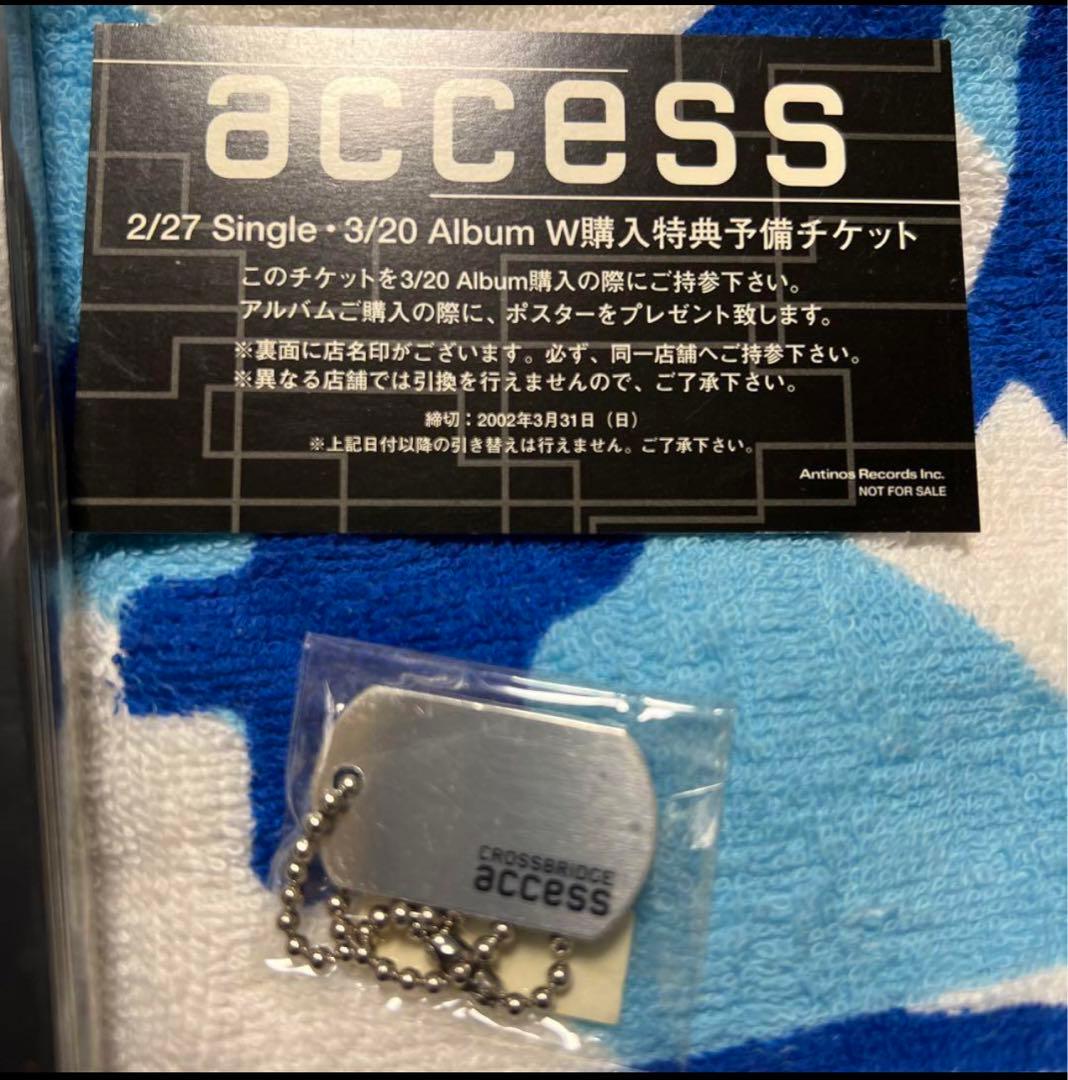 access
2/27 Single・3/20 Album W購入特典予備チケット
このチケットを3/20 Album購入の際にご持参下さい。
アルバムご購入の際に、ポスターをプレゼント致します。
※裏面に店名印がございます。必ず、同一店舗へご持参下さい。
※異なる店舗では引換を行えませんので、ご了承下さい。
締切：2002年3月31日（日）
※上記日付以降の引き替えは行えません。ご了承下さい。
Antinos Records Inc.
NOT FOR SALE
CROSSBRIDGE
access